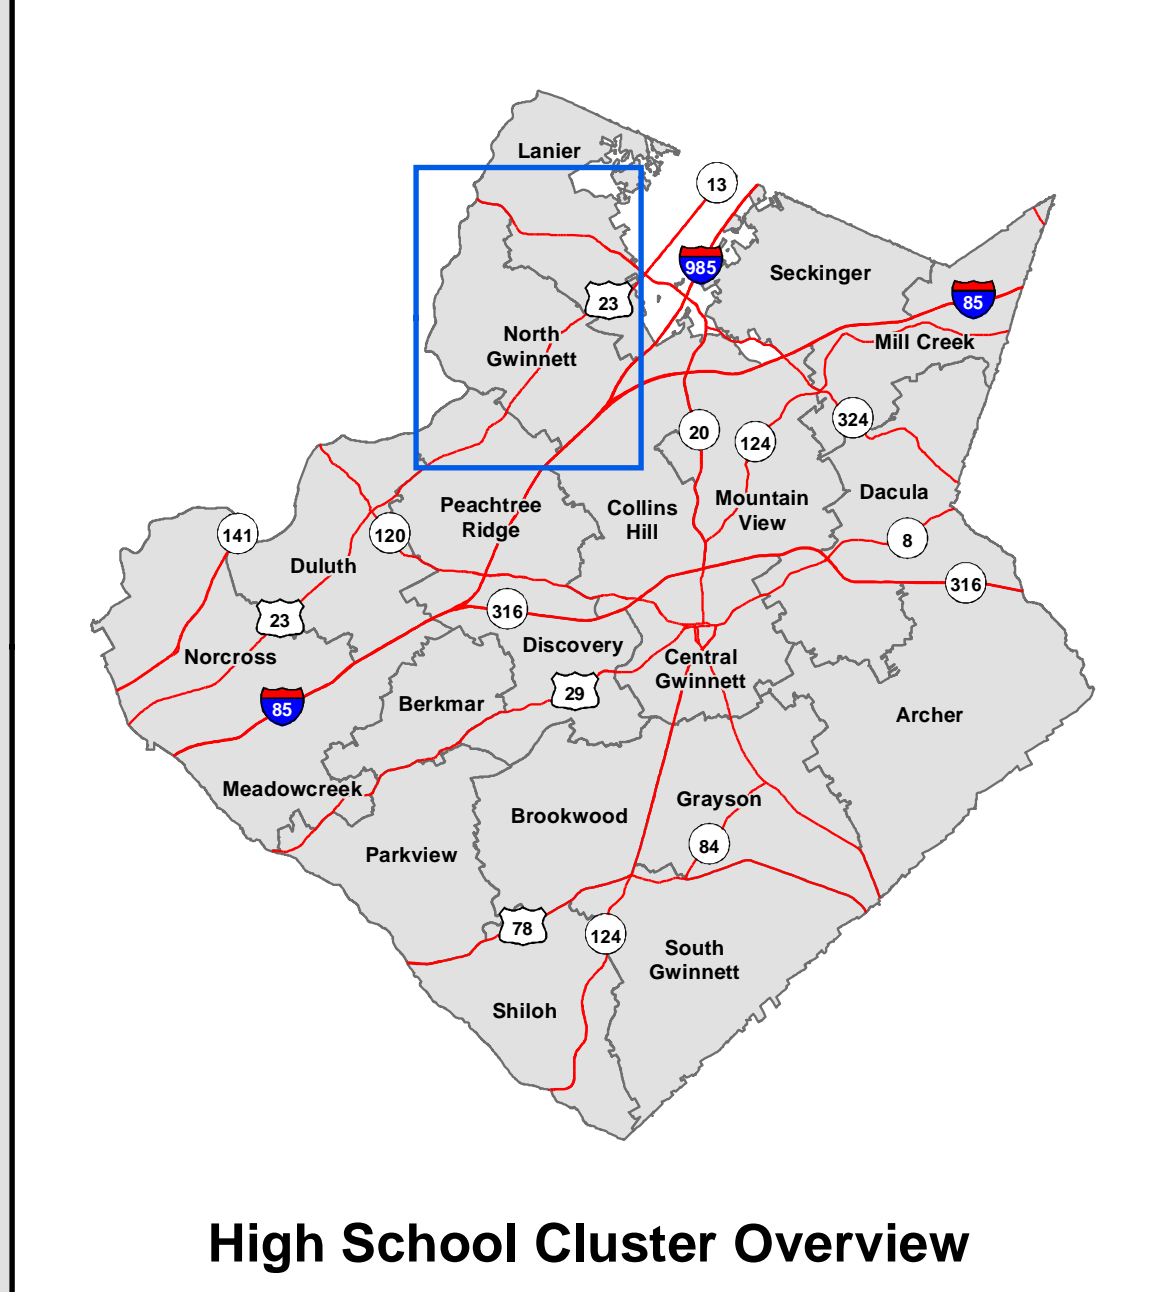 Lanier
13
985
Seckinger
85
23
North
Gwinnett
Mill Creek
324
20
124
Peachtree
Ridge
Collins
Hill
Mountain
View
Dacula
141
120
8
Duluth
316
316
23
Discovery
Norcross
Central
Gwinnett
29
85
Berkmar
Archer
Meadowcreek
Grayson
Brookwood
84
Parkview
78
124
South
Gwinnett
Shiloh
High School Cluster Overview